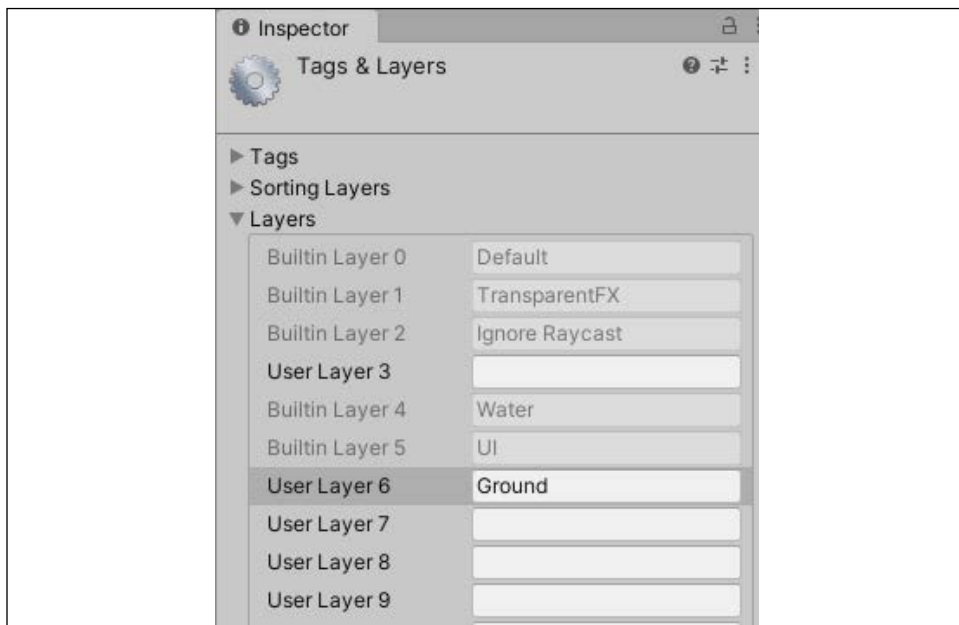 Inspector
Tags & Layers
Tags
Sorting Layers
Layers
Builtin Layer 0 Default
Builtin Layer 1 TransparentFX
Builtin Layer 2 Ignore Raycast
User Layer 3
Builtin Layer 4 Water
Builtin Layer 5 UI
User Layer 6 Ground
User Layer 7
User Layer 8
User Layer 9